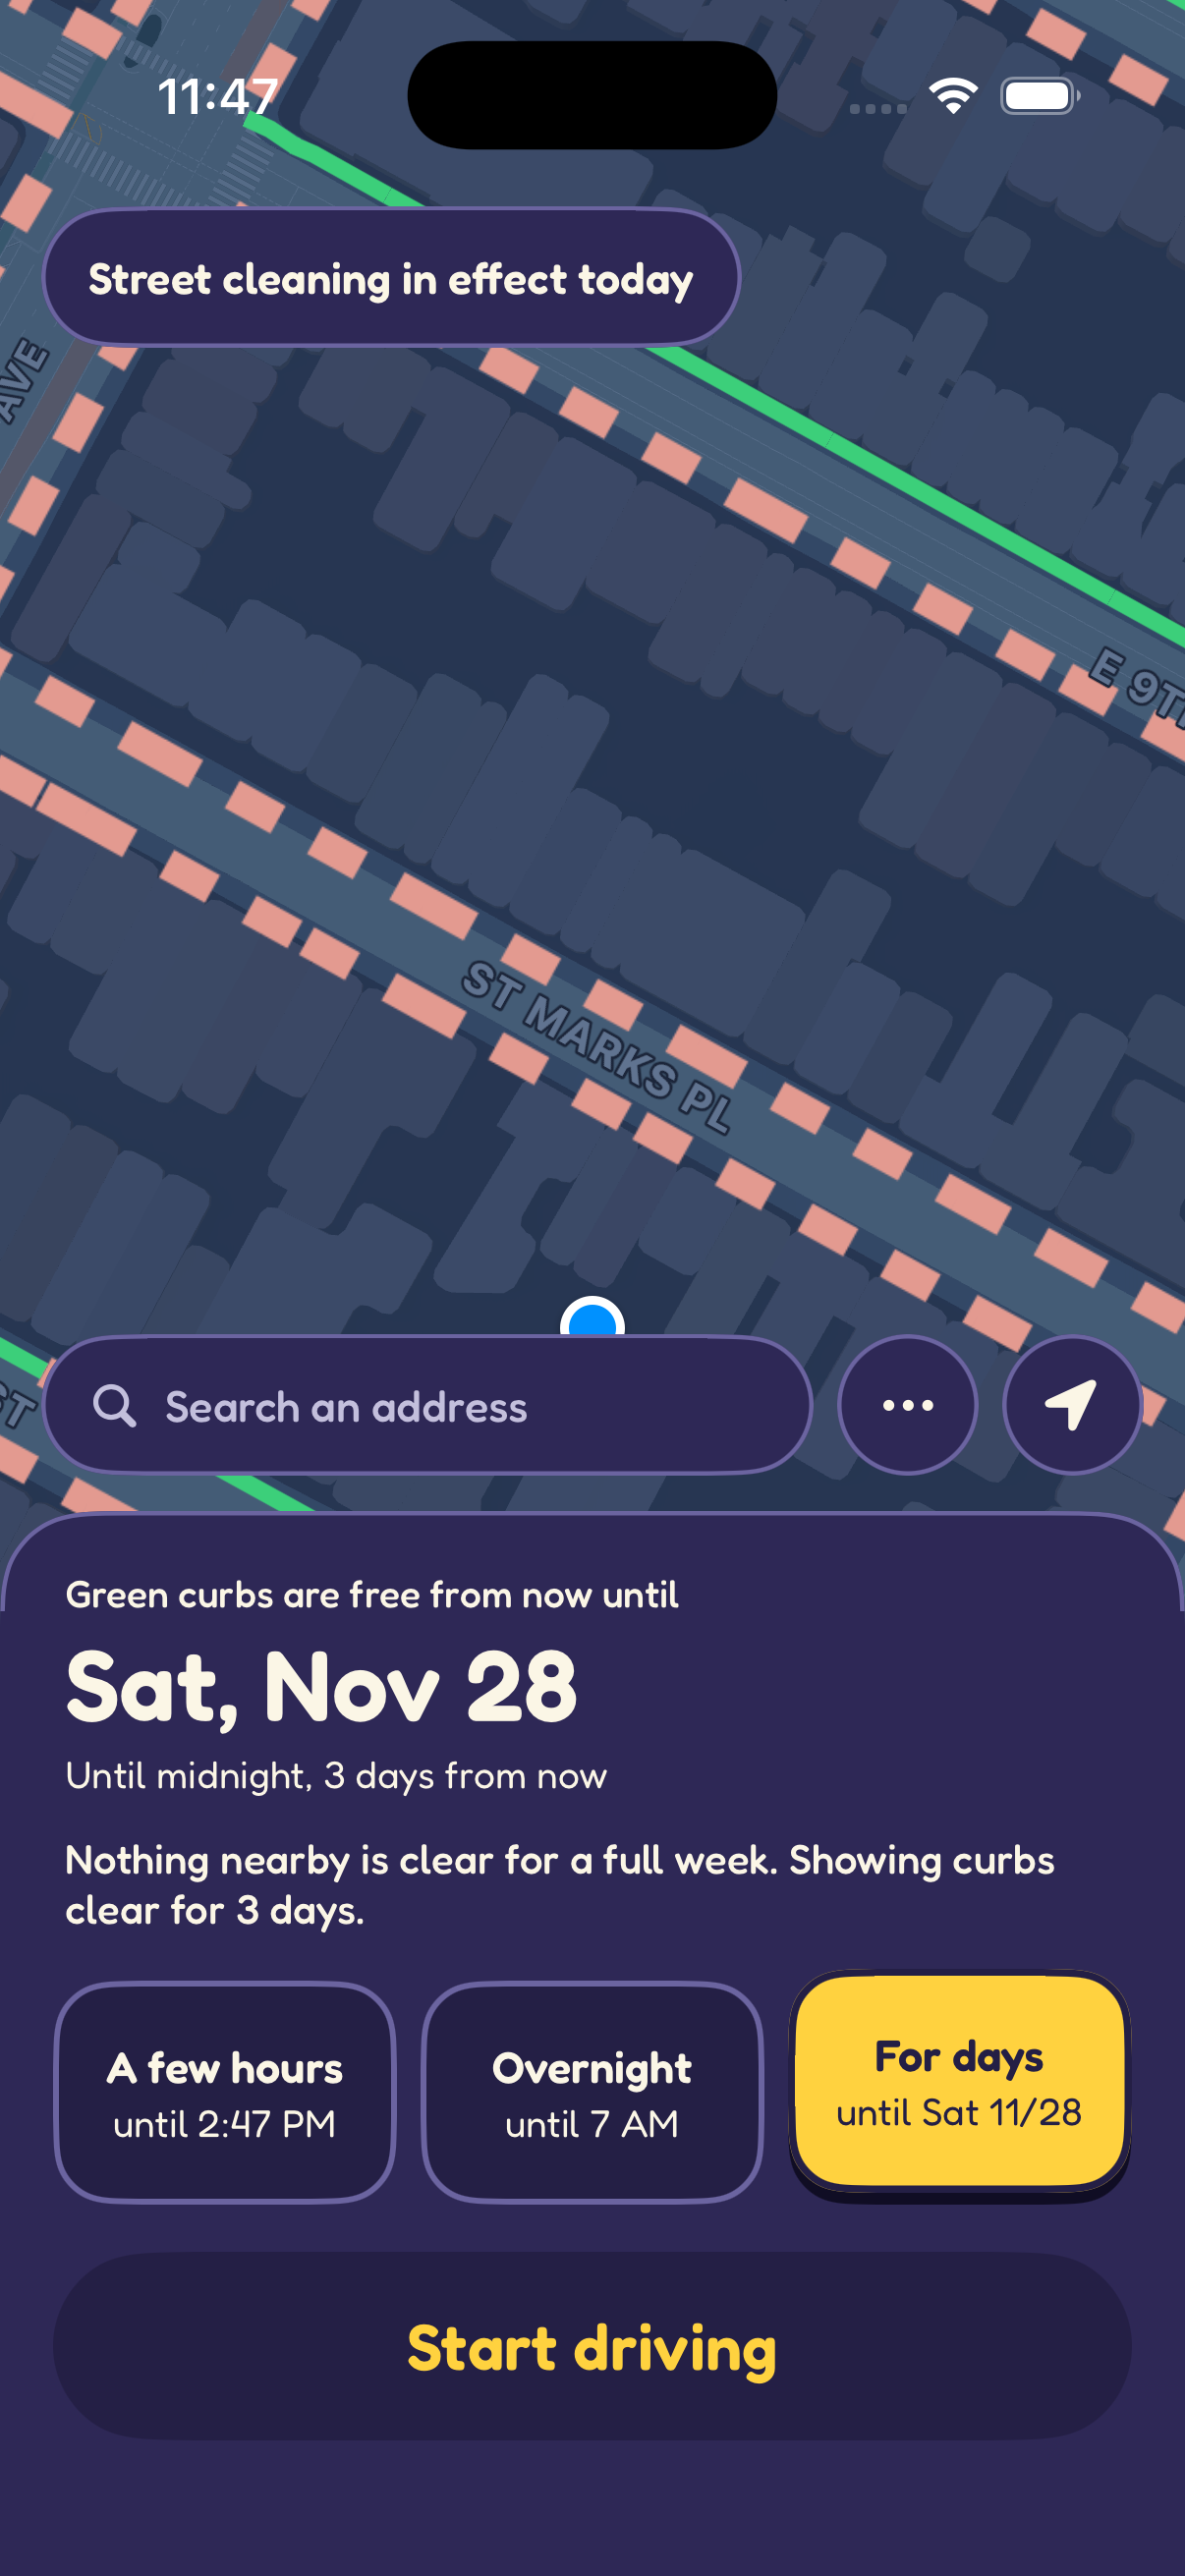 11:47
Street cleaning in effect today
AVE
E 9T
ST MARKS PL
ST
Search an address
Green curbs are free from now until
Sat, Nov 28
Until midnight, 3 days from now
Nothing nearby is clear for a full week. Showing curbs
clear for 3 days.
A few hours
until 2:47 PM
Overnight
until 7 AM
For days
until Sat 11/28
Start driving